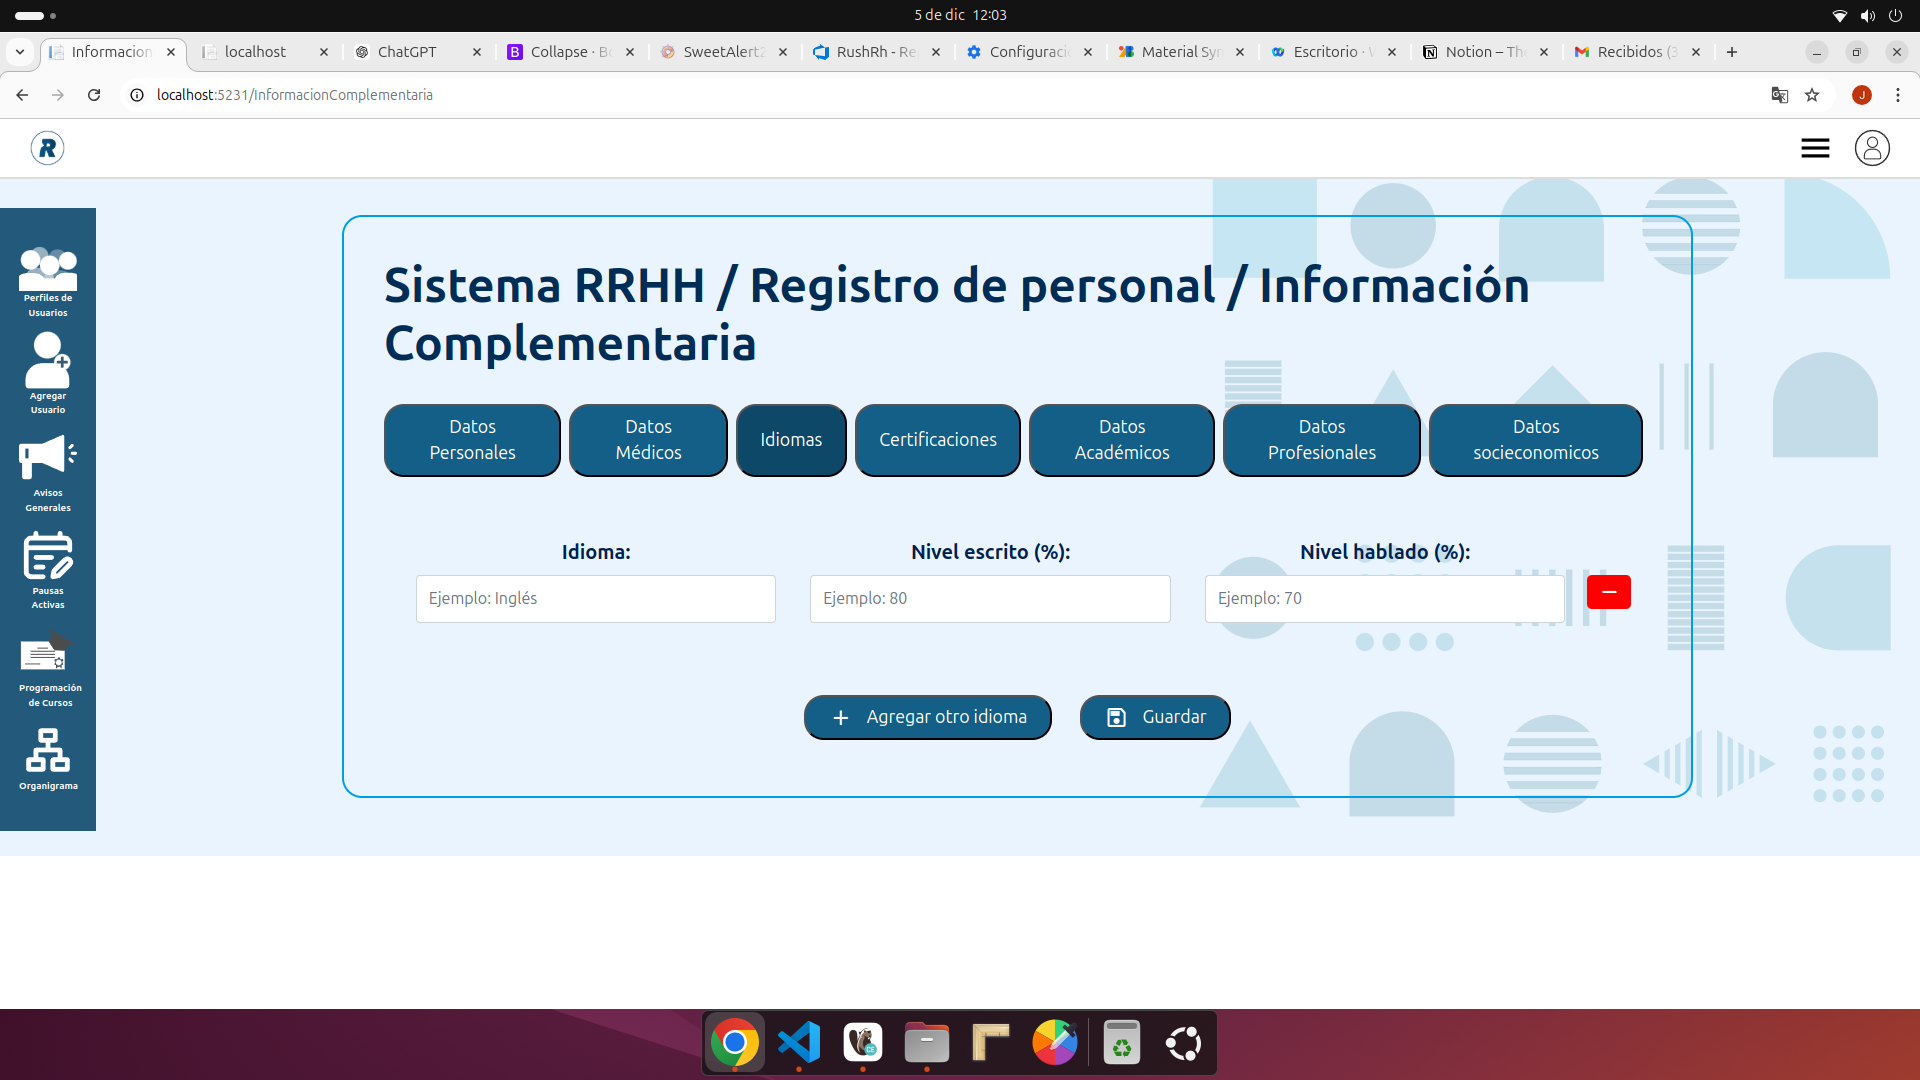 5 de dic 12:03
Informacion
localhost
ChatGPT
Collapse · Bo
SweetAlert2
RushRh - Re
Configuraci
Material Sy
Escritorio ·
Notion – Th
Recibidos (3
localhost:5231/InformacionComplementaria
J
R
Perfiles de
Usuarios
Agregar
Usuario
Avisos
Generales
Pausas
Activas
Programación
de Cursos
Organigrama
Sistema RRHH / Registro de personal / Información
Complementaria
Datos
Personales
Datos
Médicos
Idiomas
Certificaciones
Datos
Académicos
Datos
Profesionales
Datos
socieconomicos
Idioma:
Nivel escrito (%):
Nivel hablado (%):
Ejemplo: Inglés
Ejemplo: 80
Ejemplo: 70
Agregar otro idioma
Guardar